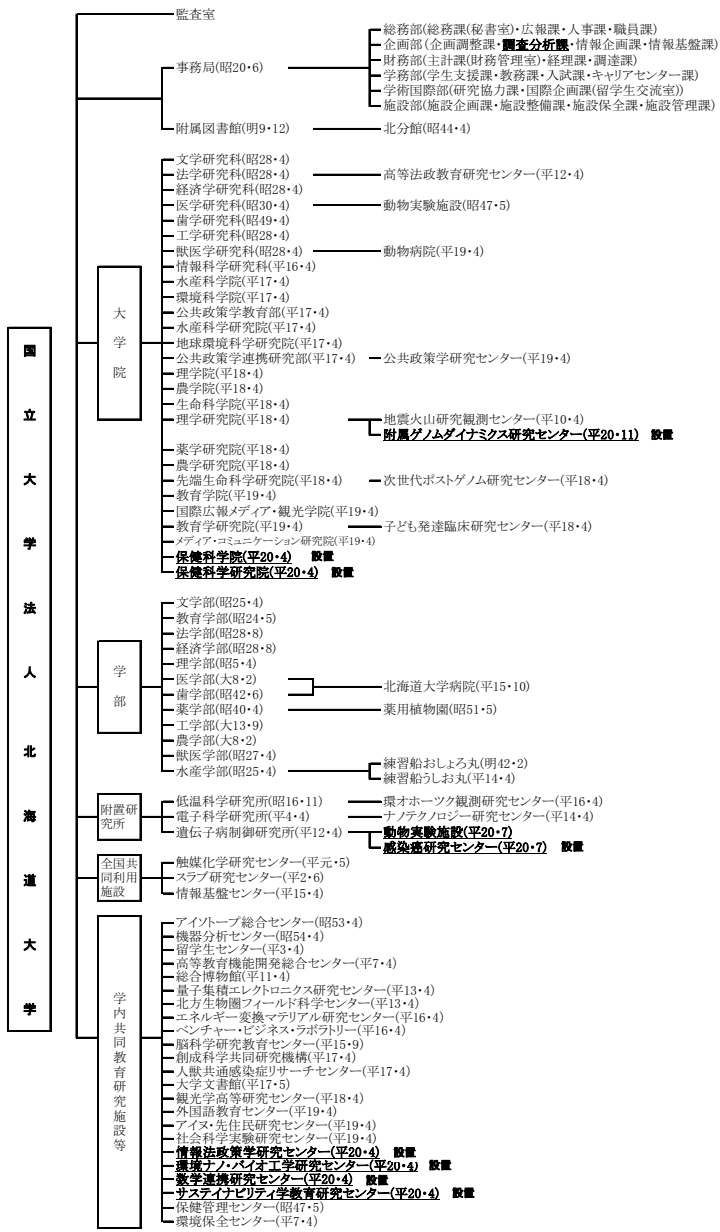 監査室
事務局(昭20・6)
総務部(総務課(秘書室)・広報課・人事課・職員課)
企画部(企画調整課・調査分析課・情報企画課・情報基盤課)
財務部(主計課(財務管理室)・経理課・調達課)
学務部(学生支援課・教務課・入試課・キャリアセンター課)
学術国際部(研究協力課・国際企画課(留学生交流室))
施設部(施設企画課・施設整備課・施設保全課・施設管理課)
附属図書館(明9・12) 北分館(昭44・4)
国立大学法人北海道大学
大学院
文学研究科(昭28・4)
法学研究科(昭28・4) 高等法政教育研究センター(平12・4)
経済学研究科(昭28・4)
医学研究科(昭30・4) 動物実験施設(昭47・5)
歯学研究科(昭49・4)
工学研究科(昭28・4)
獣医学研究科(昭28・4) 動物病院(平19・4)
情報科学研究科(平16・4)
水産科学院(平17・4)
環境科学院(平17・4)
公共政策学教育部(平17・4)
水産科学研究院(平17・4)
地球環境科学研究院(平17・4)
公共政策学連携研究部(平17・4) 公共政策学研究センター(平19・4)
理学院(平18・4)
農学院(平18・4)
生命科学院(平18・4)
理学研究院(平18・4) 地震火山研究観測センター(平10・4)
附属ゲノムダイナミクス研究センター(平20・11) 設置
薬学研究院(平18・4)
農学研究院(平18・4)
先端生命科学研究院(平18・4) 次世代ポストゲノム研究センター(平18・4)
教育学院(平19・4)
国際広報メディア・観光学院(平19・4)
教育学研究院(平19・4) 子ども発達臨床研究センター(平18・4)
メディア・コミュニケーション研究院(平19・4)
保健科学院(平20・4) 設置
保健科学研究院(平20・4) 設置
学部
文学部(昭25・4)
教育学部(昭24・5)
法学部(昭28・8)
経済学部(昭28・8)
理学部(昭5・4)
医学部(大8・2)
歯学部(昭42・6)
北海道大学病院(平15・10)
薬学部(昭40・4) 薬用植物園(昭51・5)
工学部(大13・9)
農学部(大8・2)
獣医学部(昭27・4)
水産学部(昭25・4) 練習船おしょろ丸(明42・2)
練習船うしお丸(平14・4)
附置研究所
低温科学研究所(昭16・11) 環オホーツク観測研究センター(平16・4)
電子科学研究所(平4・4) ナノテクノロジー研究センター(平14・4)
遺伝子病制御研究所(平12・4) 動物実験施設(平20・7)
感染癌研究センター(平20・7) 設置
全国共同利用施設
触媒化学研究センター(平元・5)
スラブ研究センター(平2・6)
情報基盤センター(平15・4)
学内共同教育研究施設等
アイソトープ総合センター(昭53・4)
機器分析センター(昭54・4)
留学生センター(平3・4)
高等教育機能開発総合センター(平7・4)
総合博物館(平11・4)
量子集積エレクトロニクス研究センター(平13・4)
北方生物圏フィールド科学センター(平13・4)
エネルギー変換マテリアル研究センター(平16・4)
ベンチャー・ビジネス・ラボラトリー(平16・4)
脳科学研究教育センター(平15・9)
創成科学共同研究機構(平17・4)
人獣共通感染症リサーチセンター(平17・4)
大学文書館(平17・5)
観光学高等研究センター(平18・4)
外国語教育センター(平19・4)
アイヌ・先住民研究センター(平19・4)
社会科学実験研究センター(平19・4)
情報法政策学研究センター(平20・4) 設置
環境ナノ・バイオ工学研究センター(平20・4) 設置
数学連携研究センター(平20・4) 設置
サステイナビリティ学教育研究センター(平20・4) 設置
保健管理センター(昭47・5)
環境保全センター(平7・4)